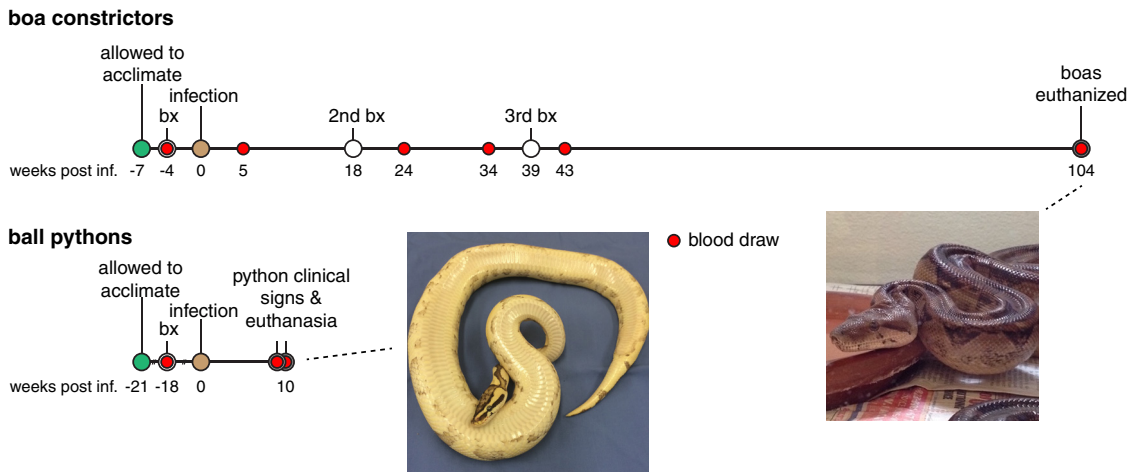 boa constrictors
allowed to
acclimate
infection
bx
2nd bx
3rd bx
boas
euthanized
weeks post inf. -7 -4 0 5 18 24 34 39 43 104
ball pythons
blood draw
allowed to
acclimate
infection
bx
python clinical
signs &
euthanasia
weeks post inf. -21 -18 0 10